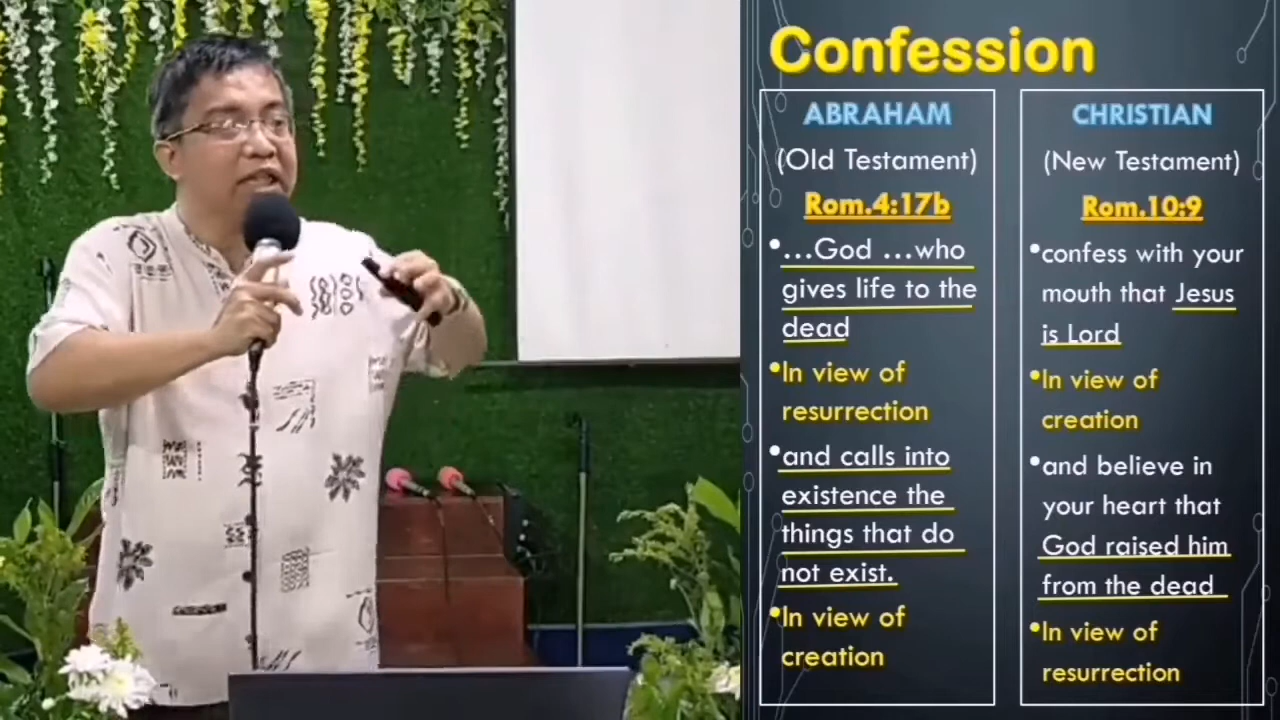 Confession
ABRAHAM
(Old Testament)
Rom.4:17b
•...God ...who
gives life to the
dead
•In view of
resurrection
•and calls into
existence the
things that do
not exist.
•In view of
creation
CHRISTIAN
(New Testament)
Rom.10:9
•confess with your
mouth that Jesus
is Lord
•In view of
creation
•and believe in
your heart that
God raised him
from the dead
•In view of
resurrection